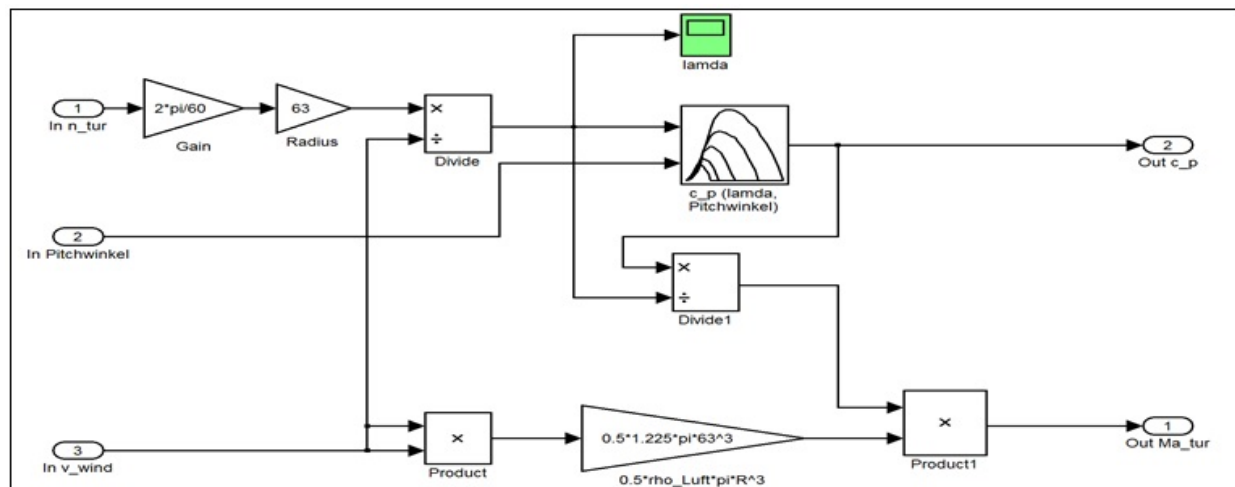 lamda
1
In n_tur
2*pi/60
Gain
63
Radius
×
÷
Divide
c_p (lamda,
Pitchwinkel)
2
Out c_p
2
In Pitchwinkel
×
÷
Divide1
3
In v_wind
×
Product
0.5*1.225*pi*63^3
0.5*rho_Luft*pi*R^3
×
Product1
1
Out Ma_tur